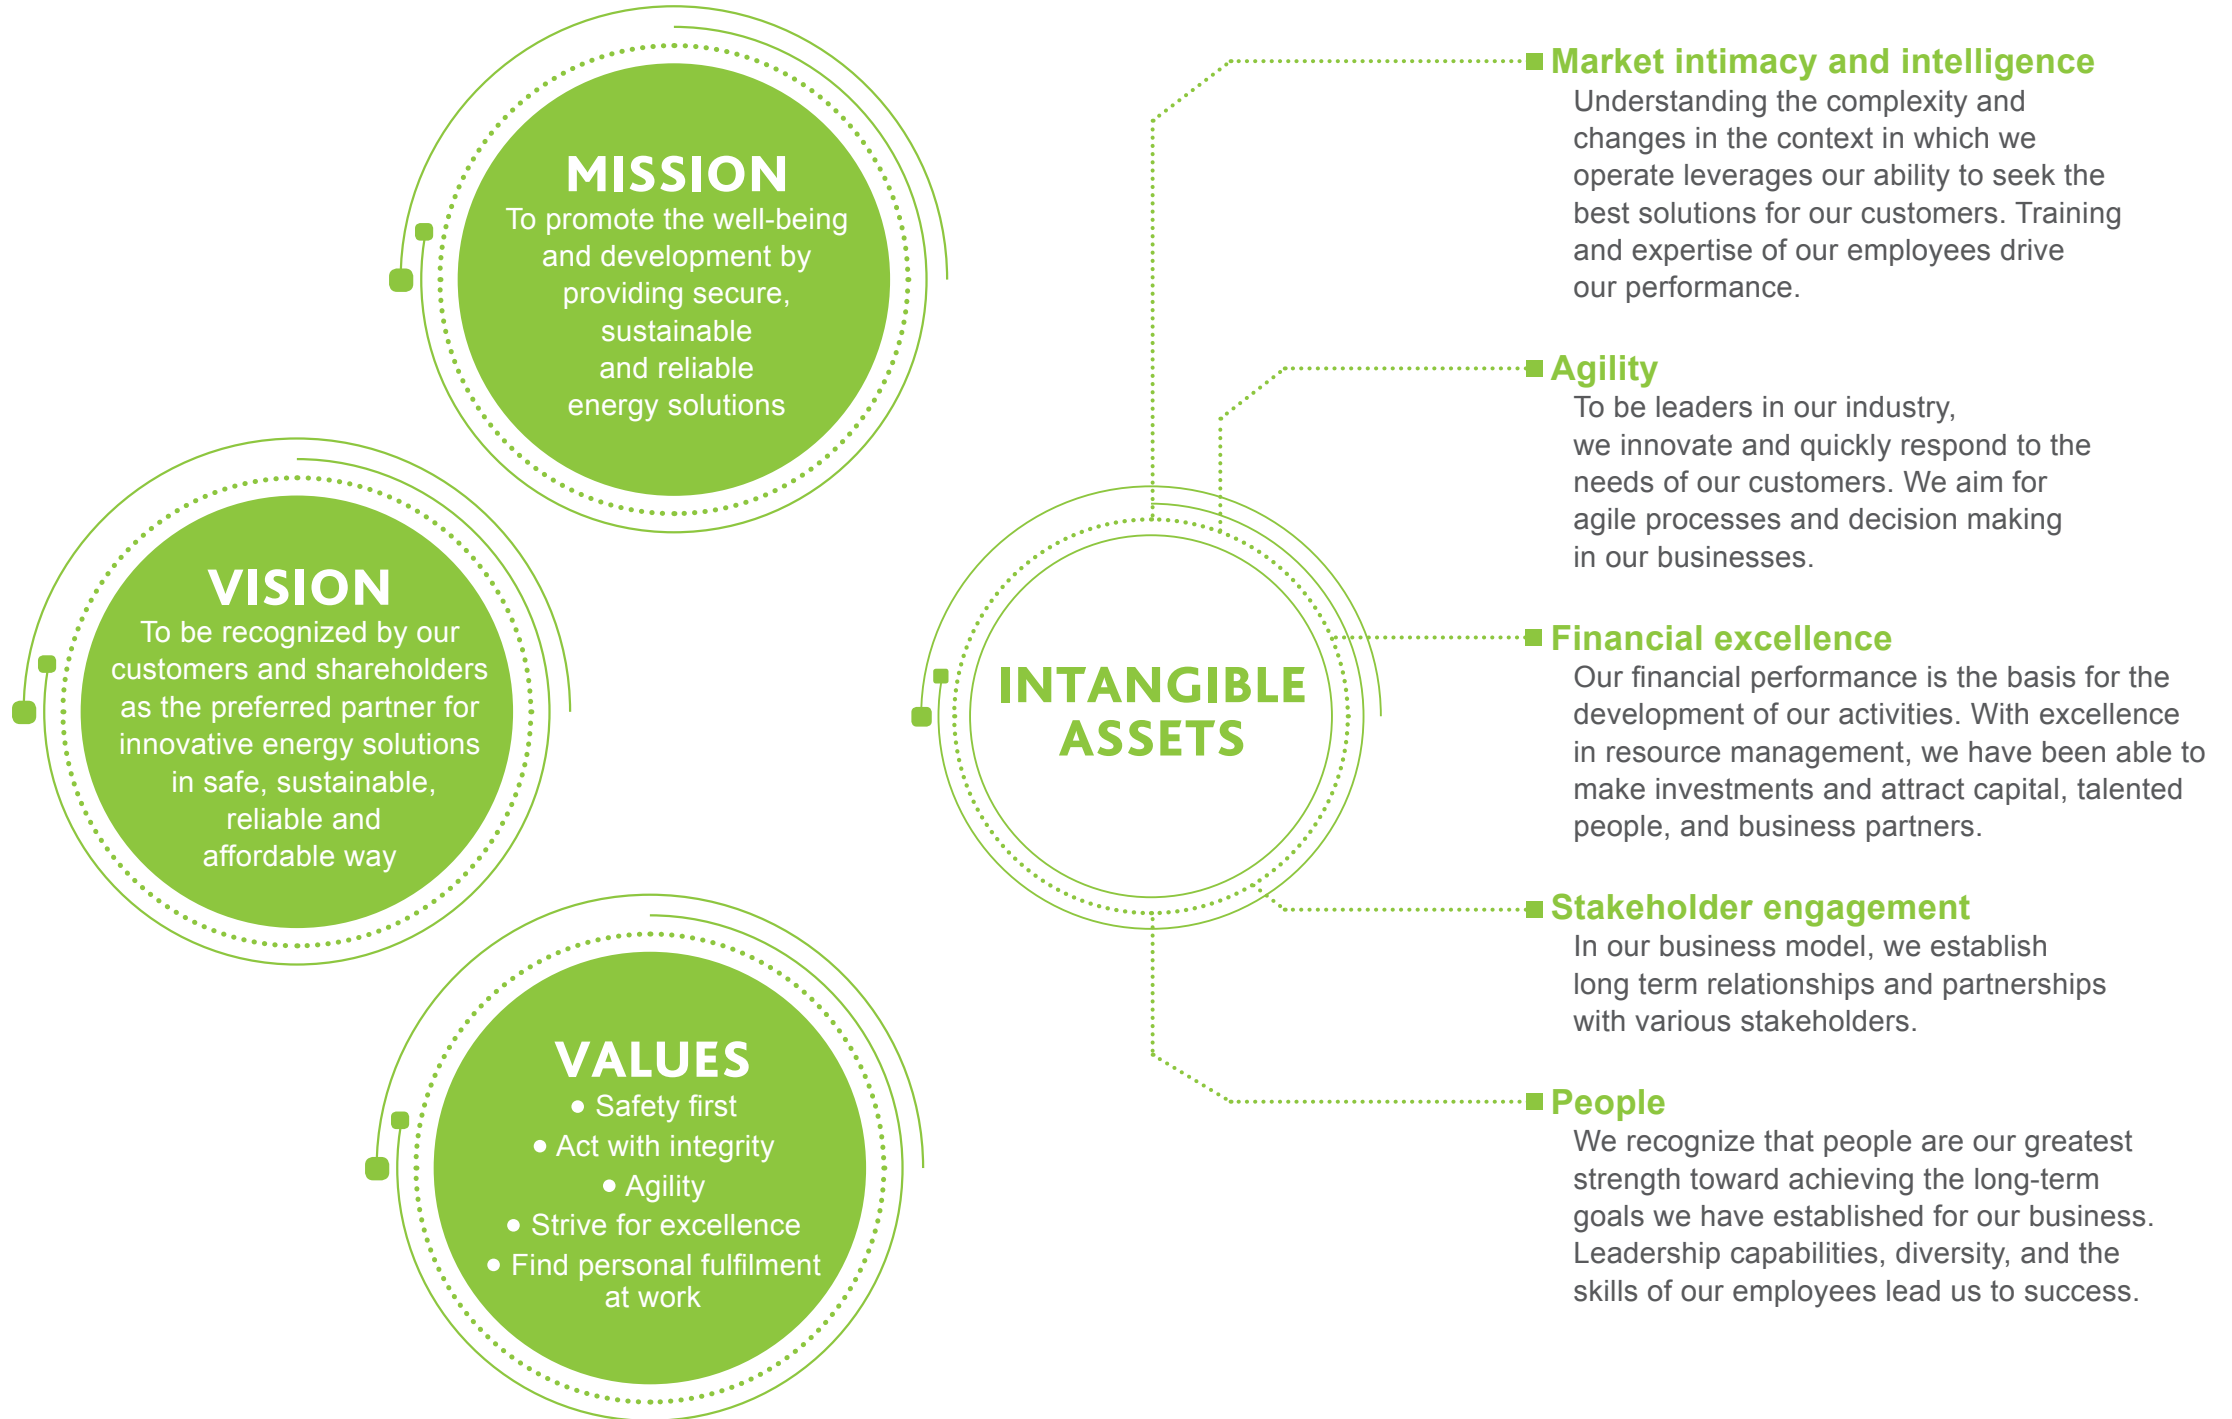 MISSION
To promote the well-being
and development by
providing secure,
sustainable
and reliable
energy solutions
VISION
To be recognized by our
customers and shareholders
as the preferred partner for
innovative energy solutions
in safe, sustainable,
reliable and
affordable way
VALUES
• Safety first
• Act with integrity
• Agility
• Strive for excellence
• Find personal fulfilment
at work
INTANGIBLE
ASSETS
Market intimacy and intelligence
Understanding the complexity and
changes in the context in which we
operate leverages our ability to seek the
best solutions for our customers. Training
and expertise of our employees drive
our performance.
Agility
To be leaders in our industry,
we innovate and quickly respond to the
needs of our customers. We aim for
agile processes and decision making
in our businesses.
Financial excellence
Our financial performance is the basis for the
development of our activities. With excellence
in resource management, we have been able to
make investments and attract capital, talented
people, and business partners.
Stakeholder engagement
In our business model, we establish
long term relationships and partnerships
with various stakeholders.
People
We recognize that people are our greatest
strength toward achieving the long-term
goals we have established for our business.
Leadership capabilities, diversity, and the
skills of our employees lead us to success.